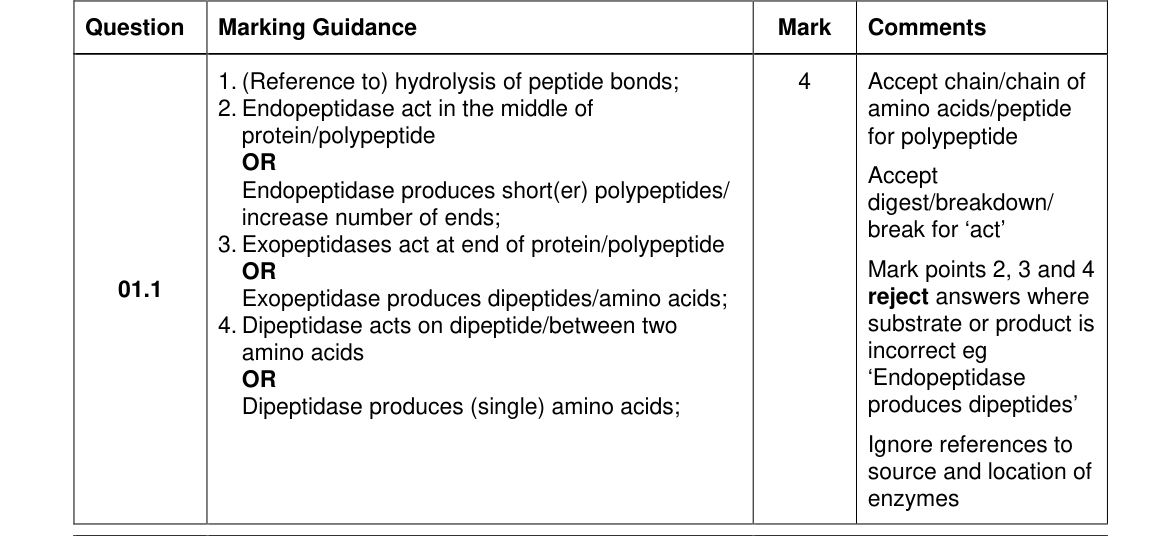 Question Marking Guidance Mark Comments
01.1
1. (Reference to) hydrolysis of peptide bonds;
2. Endopeptidase act in the middle of
protein/polypeptide
OR
Endopeptidase produces short(er) polypeptides/
increase number of ends;
3. Exopeptidases act at end of protein/polypeptide
OR
Exopeptidase produces dipeptides/amino acids;
4. Dipeptidase acts on dipeptide/between two
amino acids
OR
Dipeptidase produces (single) amino acids;
4
Accept chain/chain of
amino acids/peptide
for polypeptide
Accept
digest/breakdown/
break for ‘act’
Mark points 2, 3 and 4
reject answers where
substrate or product is
incorrect eg
‘Endopeptidase
produces dipeptides’
Ignore references to
source and location of
enzymes